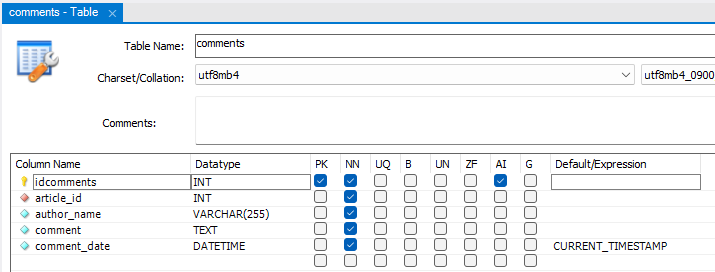 comments - Table ×
Table Name: comments
Charset/Collation: utf8mb4 utf8mb4_0900
Comments:
Column Name Datatype PK NN UQ B UN ZF AI G Default/Expression
idcomments INT
article_id INT
author_name VARCHAR(255)
comment TEXT
comment_date DATETIME CURRENT_TIMESTAMP